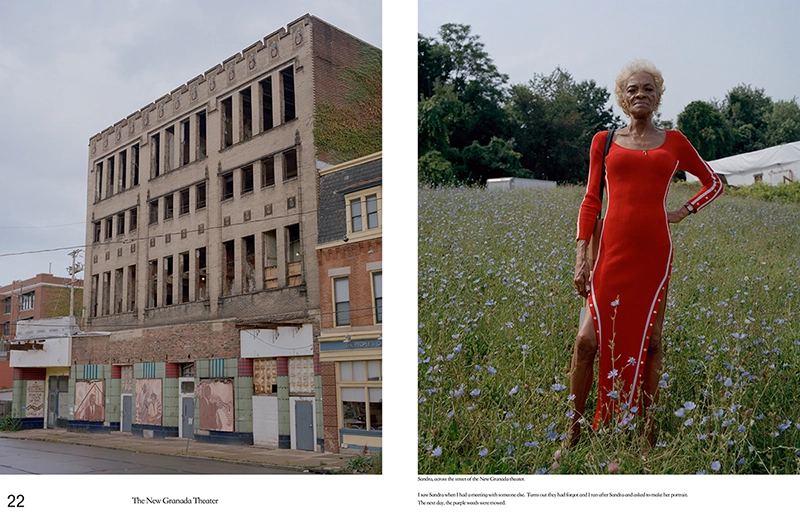 THE PEOPLE'S
22
The New Granada Theater
Sandra, across the street of the New Granada theater.
I saw Sandra when I had a meeting with someone else. Turns out they had forgot and I ran after Sandra and asked to make her portrait.
The next day, the purple weeds were mowed.